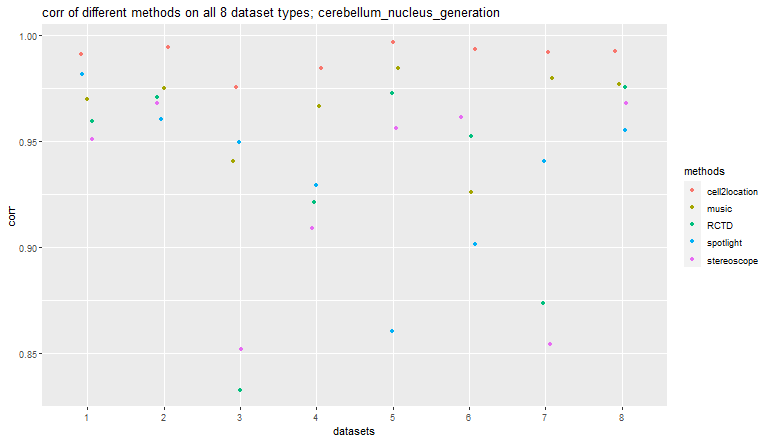 corr of different methods on all 8 dataset types; cerebellum_nucleus_generation
1.00
0.95
0.90
0.85
corr
1 2 3 4 5 6 7 8
datasets
methods
cell2location
music
RCTD
spotlight
stereoscope